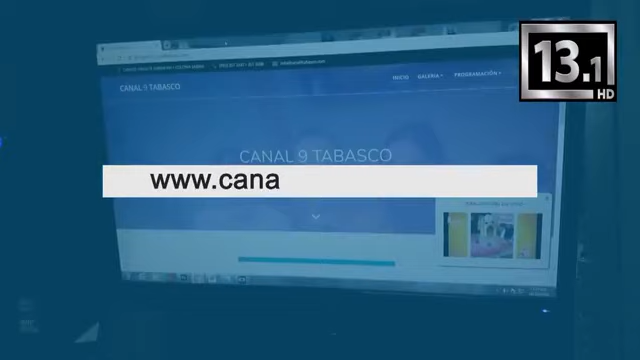 13.1
HD
CANAL 9 TABASCO
INICIO GALERÍA PROGRAMACIÓN
CANAL 9 TABASCO
www.cana